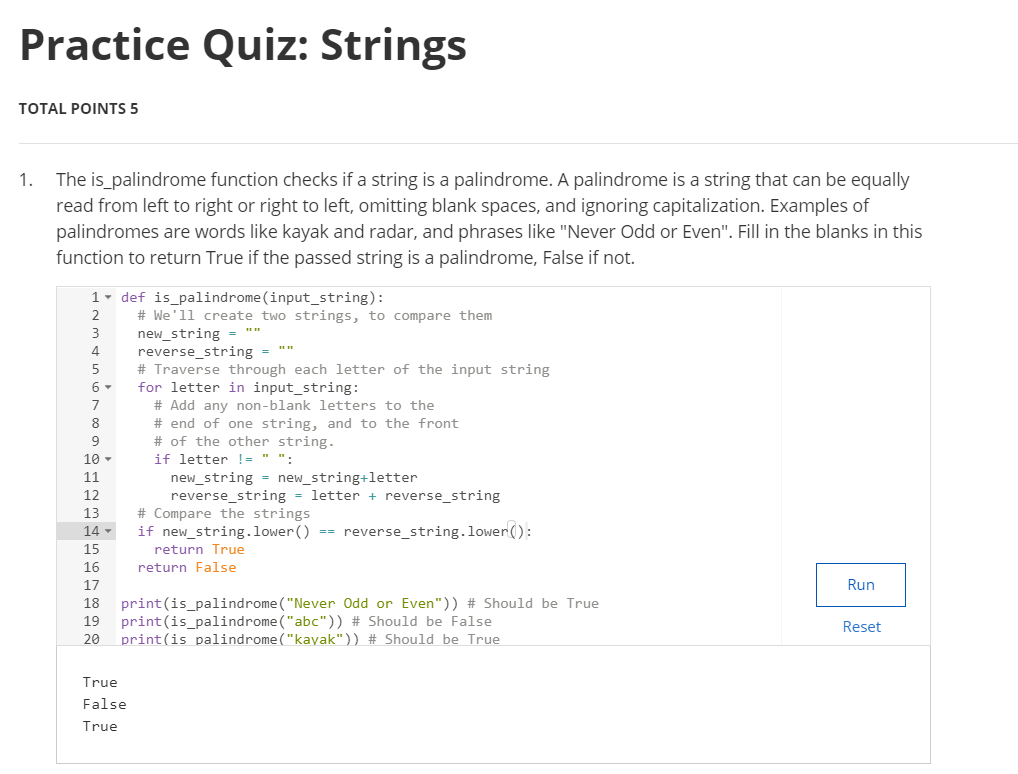 Practice Quiz: Strings
TOTAL POINTS 5
1. The is_palindrome function checks if a string is a palindrome. A palindrome is a string that can be equally
read from left to right or right to left, omitting blank spaces, and ignoring capitalization. Examples of
palindromes are words like kayak and radar, and phrases like "Never Odd or Even". Fill in the blanks in this
function to return True if the passed string is a palindrome, False if not.
1 def is_palindrome(input_string):
2   # We'll create two strings, to compare them
3   new_string = ""
4   reverse_string = ""
5   # Traverse through each letter of the input string
6   for letter in input_string:
7     # Add any non-blank letters to the
8     # end of one string, and to the front
9     # of the other string.
10     if letter != " ":
11       new_string = new_string+letter
12       reverse_string = letter + reverse_string
13   # Compare the strings
14   if new_string.lower() == reverse_string.lower():
15     return True
16   return False
17
18 print(is_palindrome("Never Odd or Even")) # Should be True
19 print(is_palindrome("abc")) # Should be False
20 print(is_palindrome("kayak")) # Should be True
Run
Reset
True
False
True